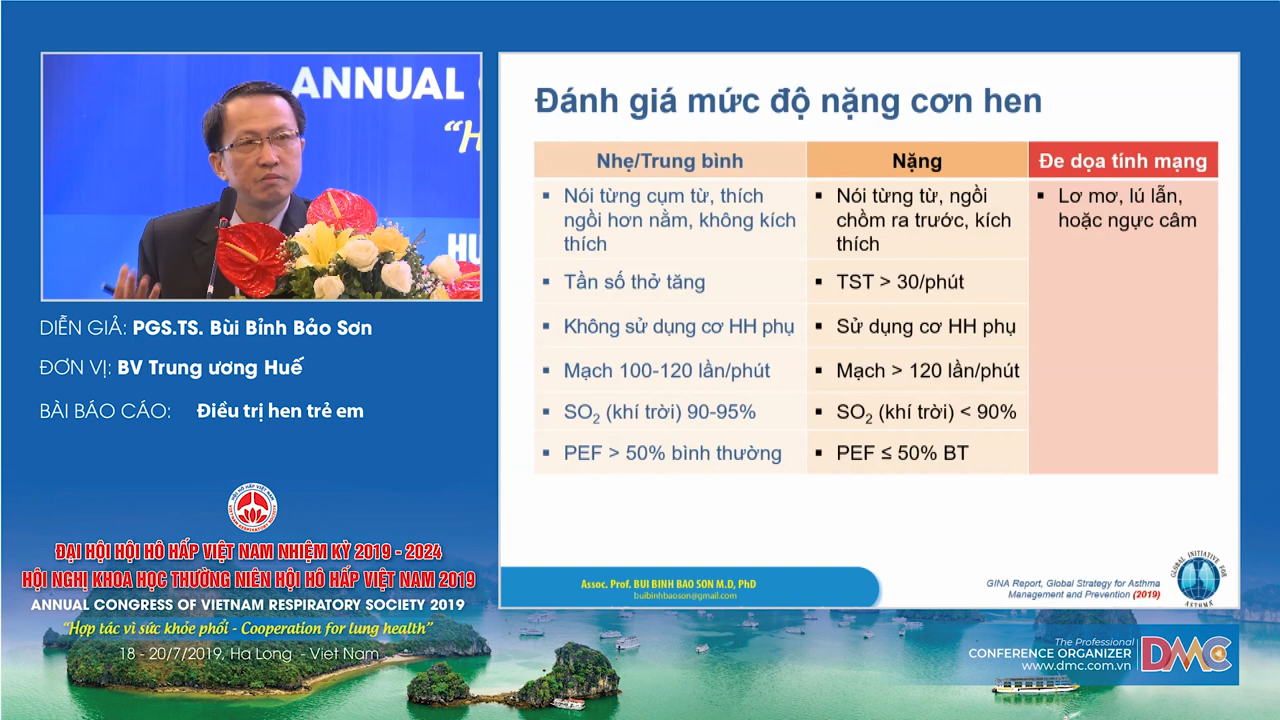 ANNUAL
"H
HU
DIỄN GIẢ: PGS.TS. Bùi Bỉnh Bảo Sơn
ĐƠN VỊ: BV Trung ương Huế
BÀI BÁO CÁO: Điều trị hen trẻ em
HỘI HÔ HẤP VIỆT NAM
VIETNAM RESPIRATORY SOCIETY
ĐẠI HỘI HỘI HÔ HẤP VIỆT NAM NHIỆM KỲ 2019 - 2024
HỘI NGHỊ KHOA HỌC THƯỜNG NIÊN HỘI HÔ HẤP VIỆT NAM 2019
ANNUAL CONGRESS OF VIETNAM RESPIRATORY SOCIETY 2019
"Hợp tác vì sức khỏe phổi - Cooperation for lung health"
18 - 20/7/2019, Ha Long - Viet Nam
Đánh giá mức độ nặng cơn hen
Nhẹ/Trung bình
▪ Nói từng cụm từ, thích
ngồi hơn nằm, không kích
thích
▪ Tần số thở tăng
▪ Không sử dụng cơ HH phụ
▪ Mạch 100-120 lần/phút
▪ SO₂ (khí trời) 90-95%
▪ PEF > 50% bình thường
Nặng
▪ Nói từng từ, ngồi
chồm ra trước, kích
thích
▪ TST > 30/phút
▪ Sử dụng cơ HH phụ
▪ Mạch > 120 lần/phút
▪ SO₂ (khí trời) < 90%
▪ PEF ≤ 50% BT
Đe dọa tính mạng
▪ Lơ mơ, lú lẫn,
hoặc ngực câm
Assoc. Prof. BUI BINH BAO SON M.D, PhD
buibinhbaoson@gmail.com
GINA Report, Global Strategy for Asthma
Management and Prevention (2019)
GLOBAL INITIATIVE FOR
ASTHMA
The Professional
CONFERENCE ORGANIZER
www.dmc.com.vn
DMC